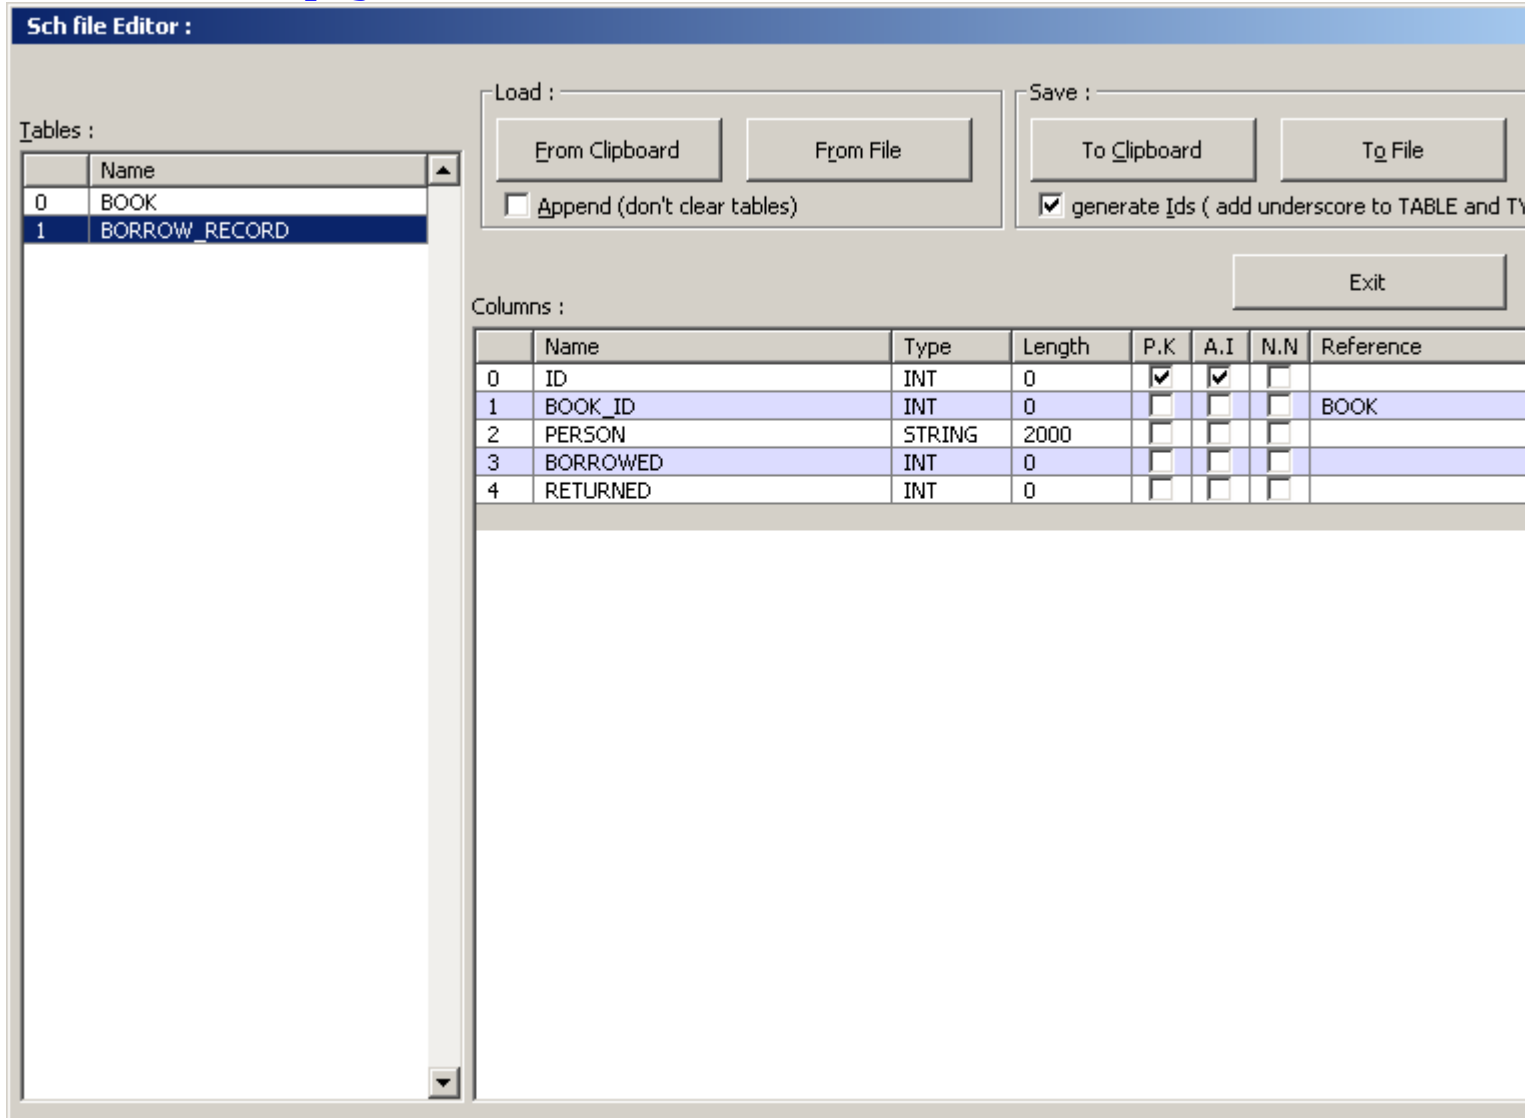 Sch file Editor :
Load :
Save :
Tables :
From Clipboard
From File
To Clipboard
To File
Name
Append (don't clear tables)
generate Ids ( add underscore to TABLE and TY
0 BOOK
1 BORROW_RECORD
Exit
Columns :
Name Type Length P.K A.I N.N Reference
0 ID INT 0
1 BOOK_ID INT 0 BOOK
2 PERSON STRING 2000
3 BORROWED INT 0
4 RETURNED INT 0